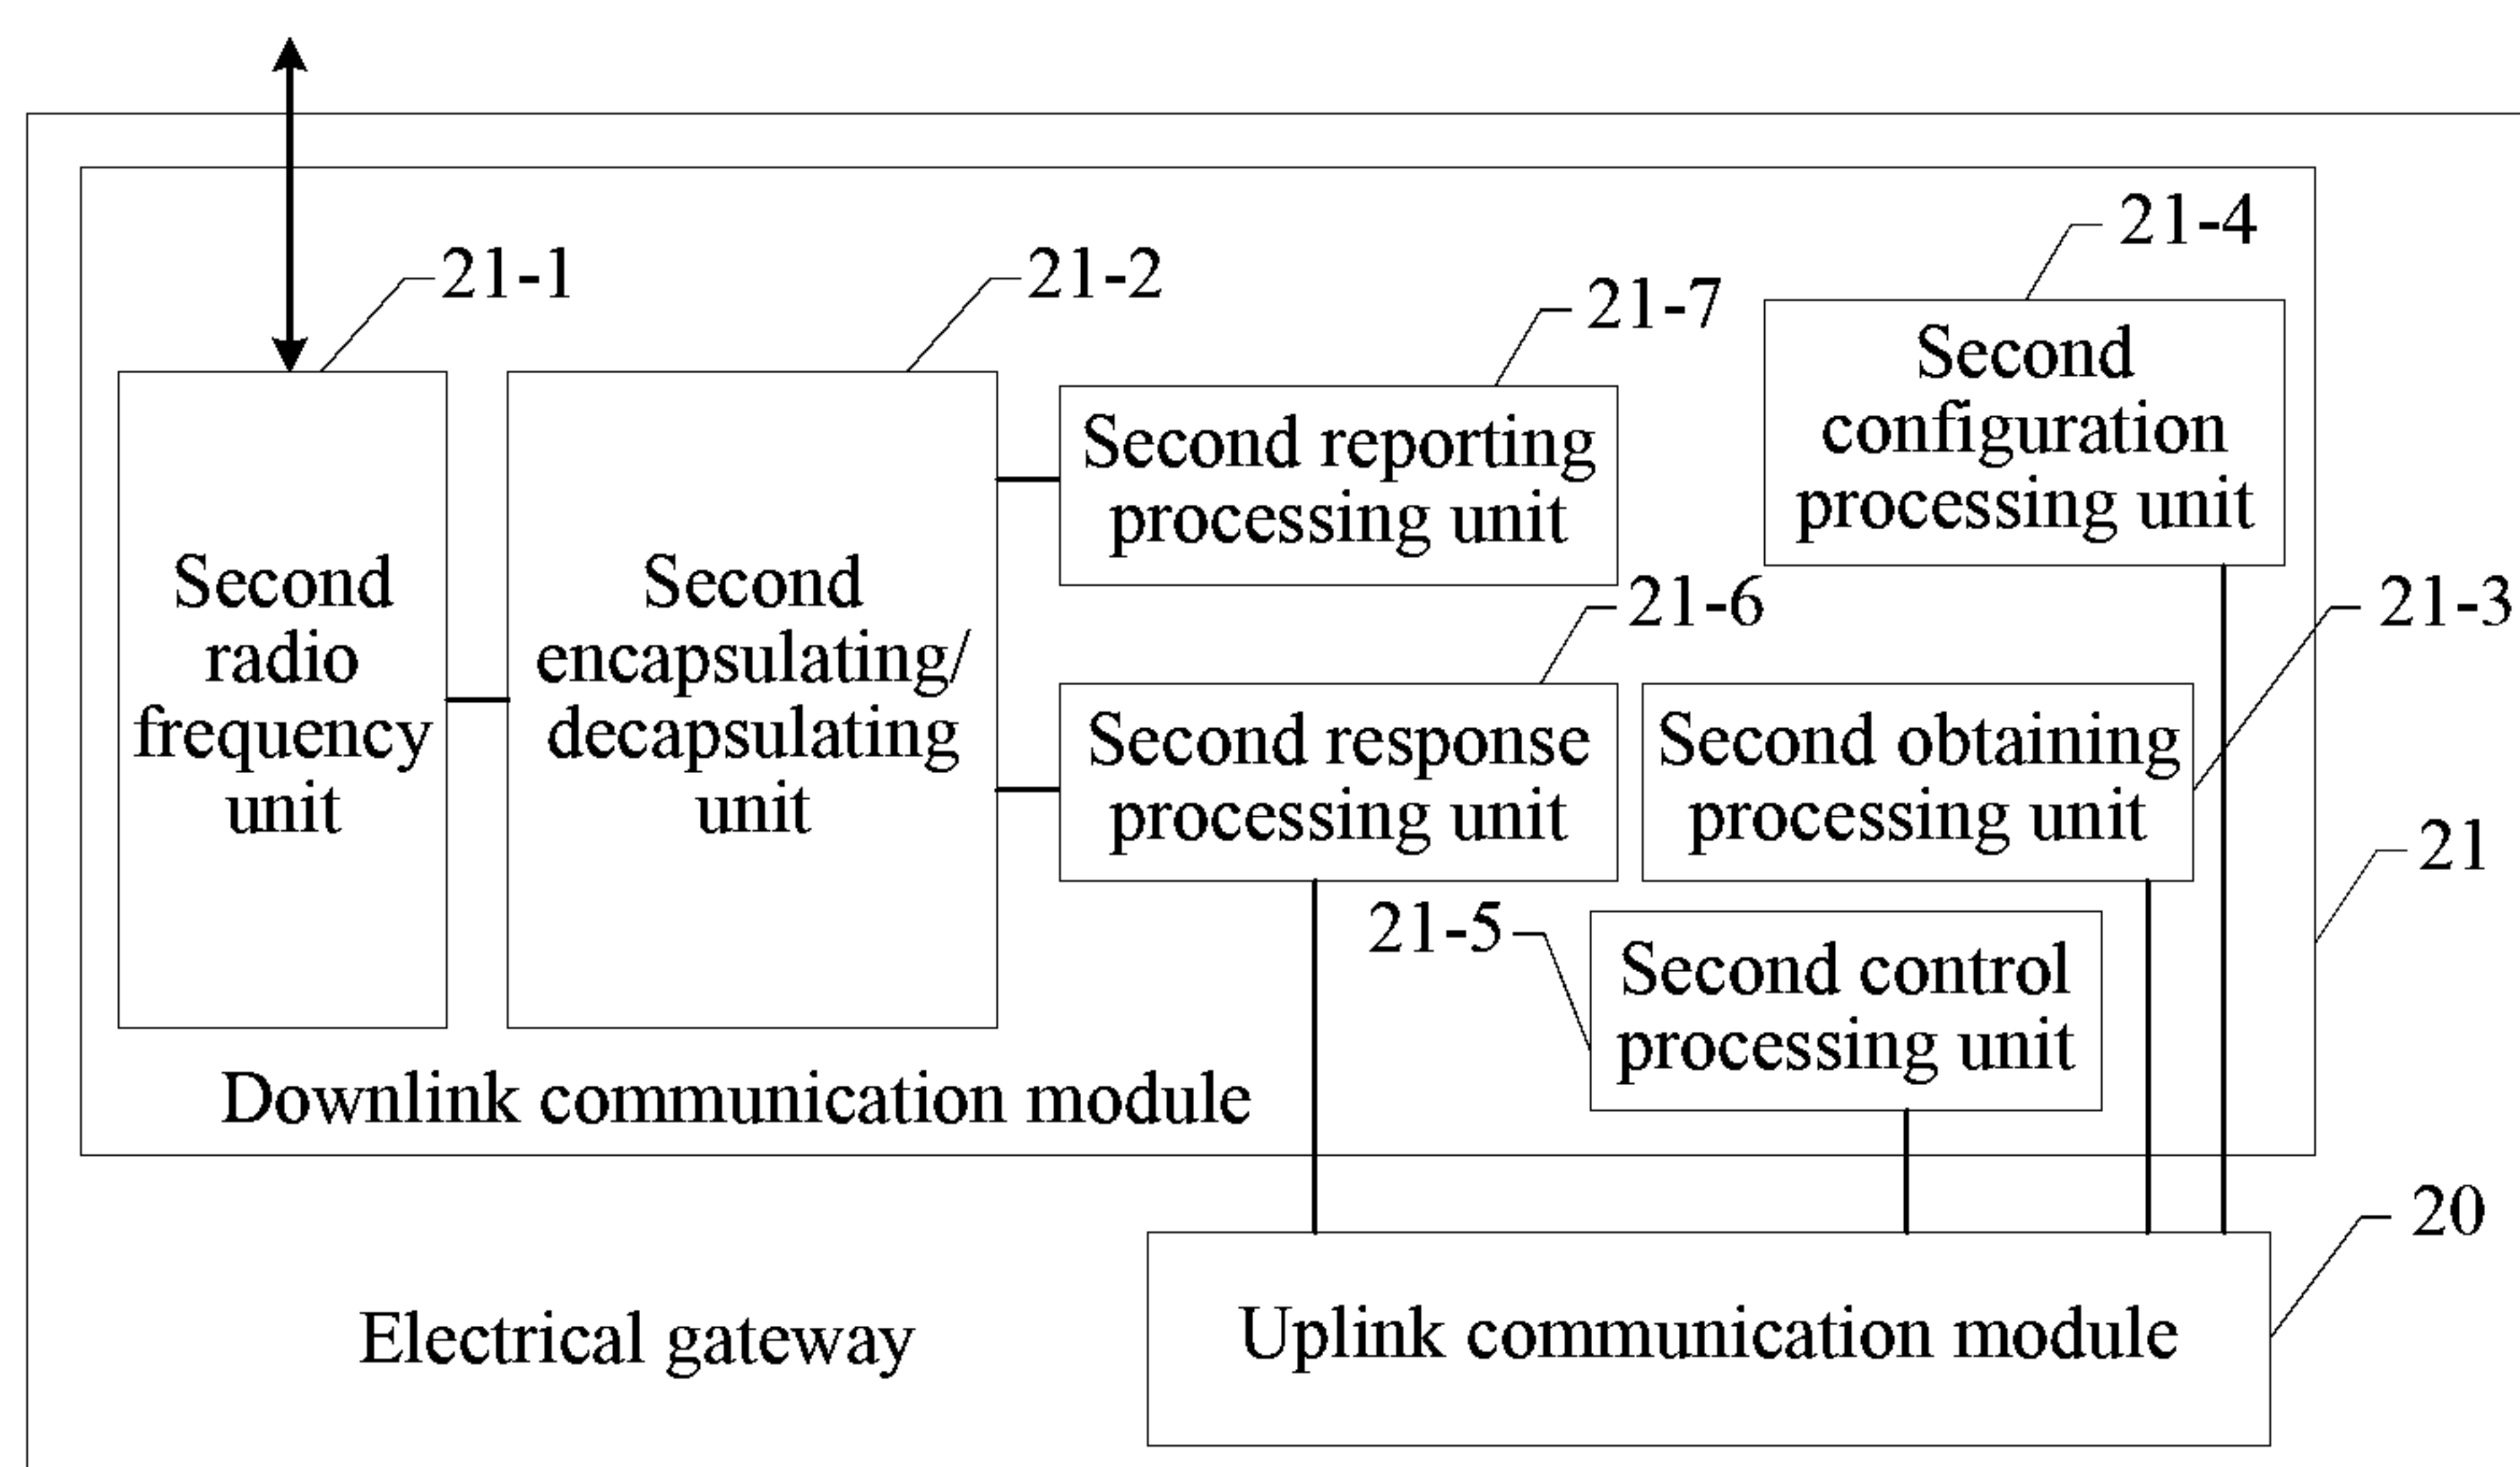 21-4
21-1
21-2
21-7
Second
configuration
processing unit
Second reporting
processing unit
Second
radio
frequency
unit
Second
encapsulating/
decapsulating
unit
21-6
21-3
Second response
processing unit
Second obtaining
processing unit
21
21-5
Second control
processing unit
Downlink communication module
20
Electrical gateway
Uplink communication module